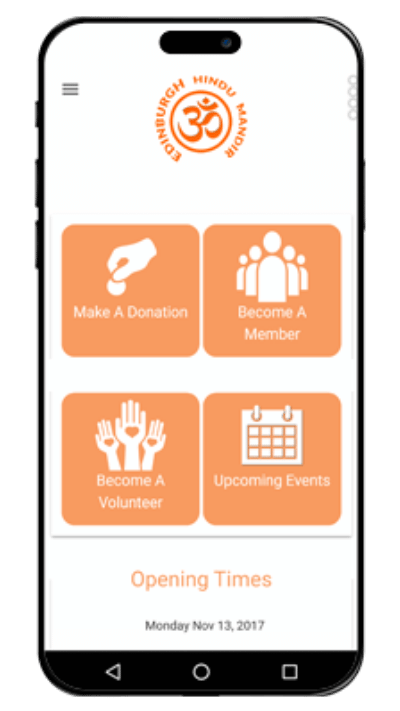 EDINBURGH HINDU MANDIR
ॐ
Make A Donation
Become A
Member
Become A
Volunteer
Upcoming Events
Opening Times
Monday Nov 13, 2017